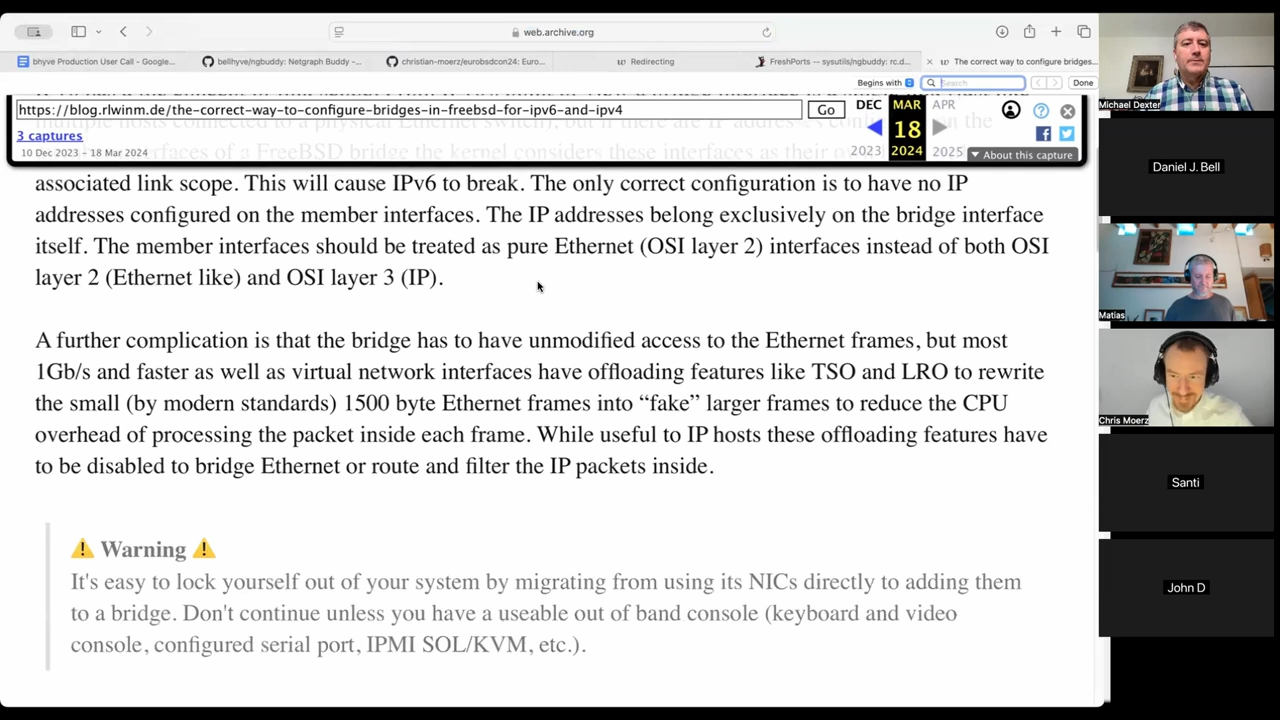 web.archive.org
bhyve Production User Call - Google...
bellhyve/ngbuddy: Netgraph Buddy -...
christian-moerz/eurobsdcon24: Euro...
Redirecting
FreshPorts -- sysutils/ngbuddy: rc.d...
The correct way to configure bridges...
Begins with
Search
Done
https://blog.rlwinm.de/the-correct-way-to-configure-bridges-in-freebsd-for-ipv6-and-ipv4
Go
DEC MAR APR
18
2023 2024 2025
3 captures
10 Dec 2023 - 18 Mar 2024
About this capture
associated link scope. This will cause IPv6 to break. The only correct configuration is to have no IP
addresses configured on the member interfaces. The IP addresses belong exclusively on the bridge interface
itself. The member interfaces should be treated as pure Ethernet (OSI layer 2) interfaces instead of both OSI
layer 2 (Ethernet like) and OSI layer 3 (IP).
A further complication is that the bridge has to have unmodified access to the Ethernet frames, but most
1Gb/s and faster as well as virtual network interfaces have offloading features like TSO and LRO to rewrite
the small (by modern standards) 1500 byte Ethernet frames into “fake” larger frames to reduce the CPU
overhead of processing the packet inside each frame. While useful to IP hosts these offloading features have
to be disabled to bridge Ethernet or route and filter the IP packets inside.
⚠️ Warning ⚠️
It's easy to lock yourself out of your system by migrating from using its NICs directly to adding them
to a bridge. Don't continue unless you have a useable out of band console (keyboard and video
console, configured serial port, IPMI SOL/KVM, etc.).
Michael Dexter
Daniel J. Bell
Matias
Chris Moerz
Santi
John D